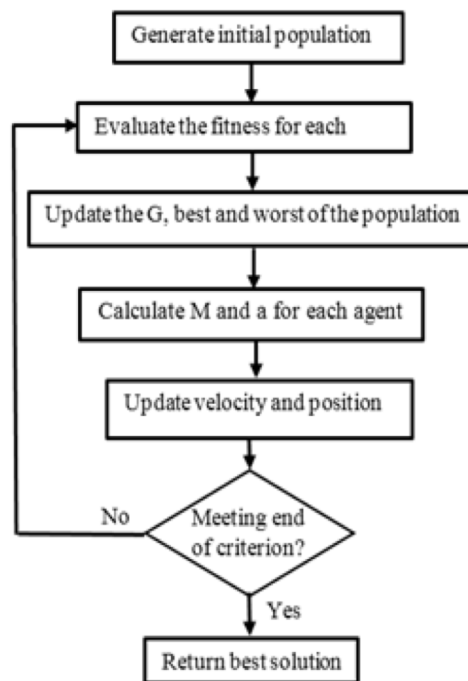 Generate initial population
Evaluate the fitness for each
Update the G, best and worst of the population
Calculate M and a for each agent
Update velocity and position
No
Meeting end
of criterion?
Yes
Return best solution